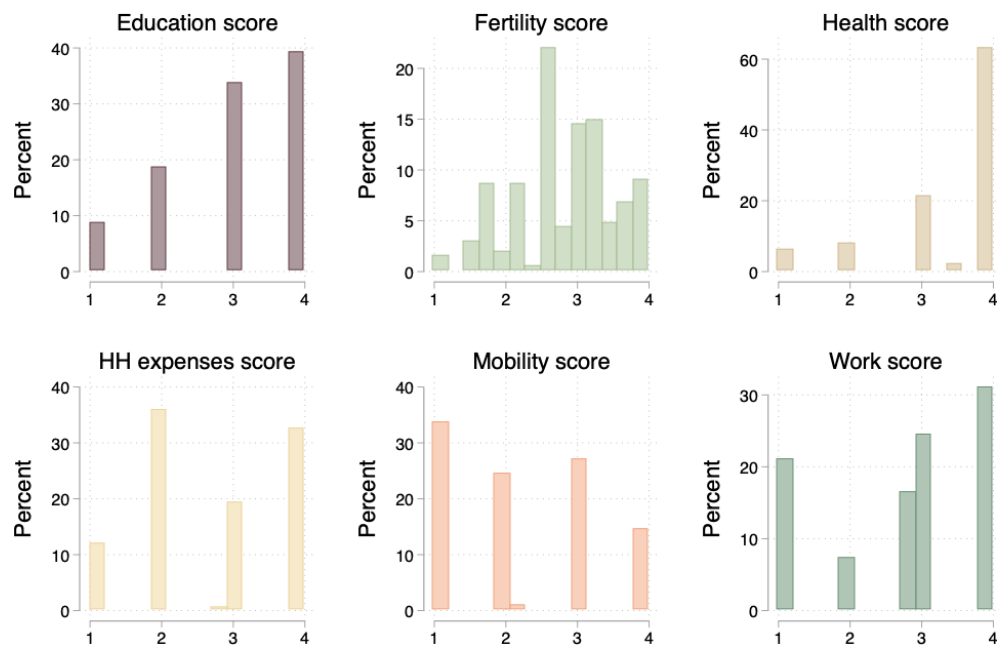 Education score
Percent
40
30
20
10
0
1 2 3 4
Fertility score
Percent
20
15
10
5
0
1 2 3 4
Health score
Percent
60
40
20
0
1 2 3 4
HH expenses score
Percent
40
30
20
10
0
1 2 3 4
Mobility score
Percent
40
30
20
10
0
1 2 3 4
Work score
Percent
30
20
10
0
1 2 3 4